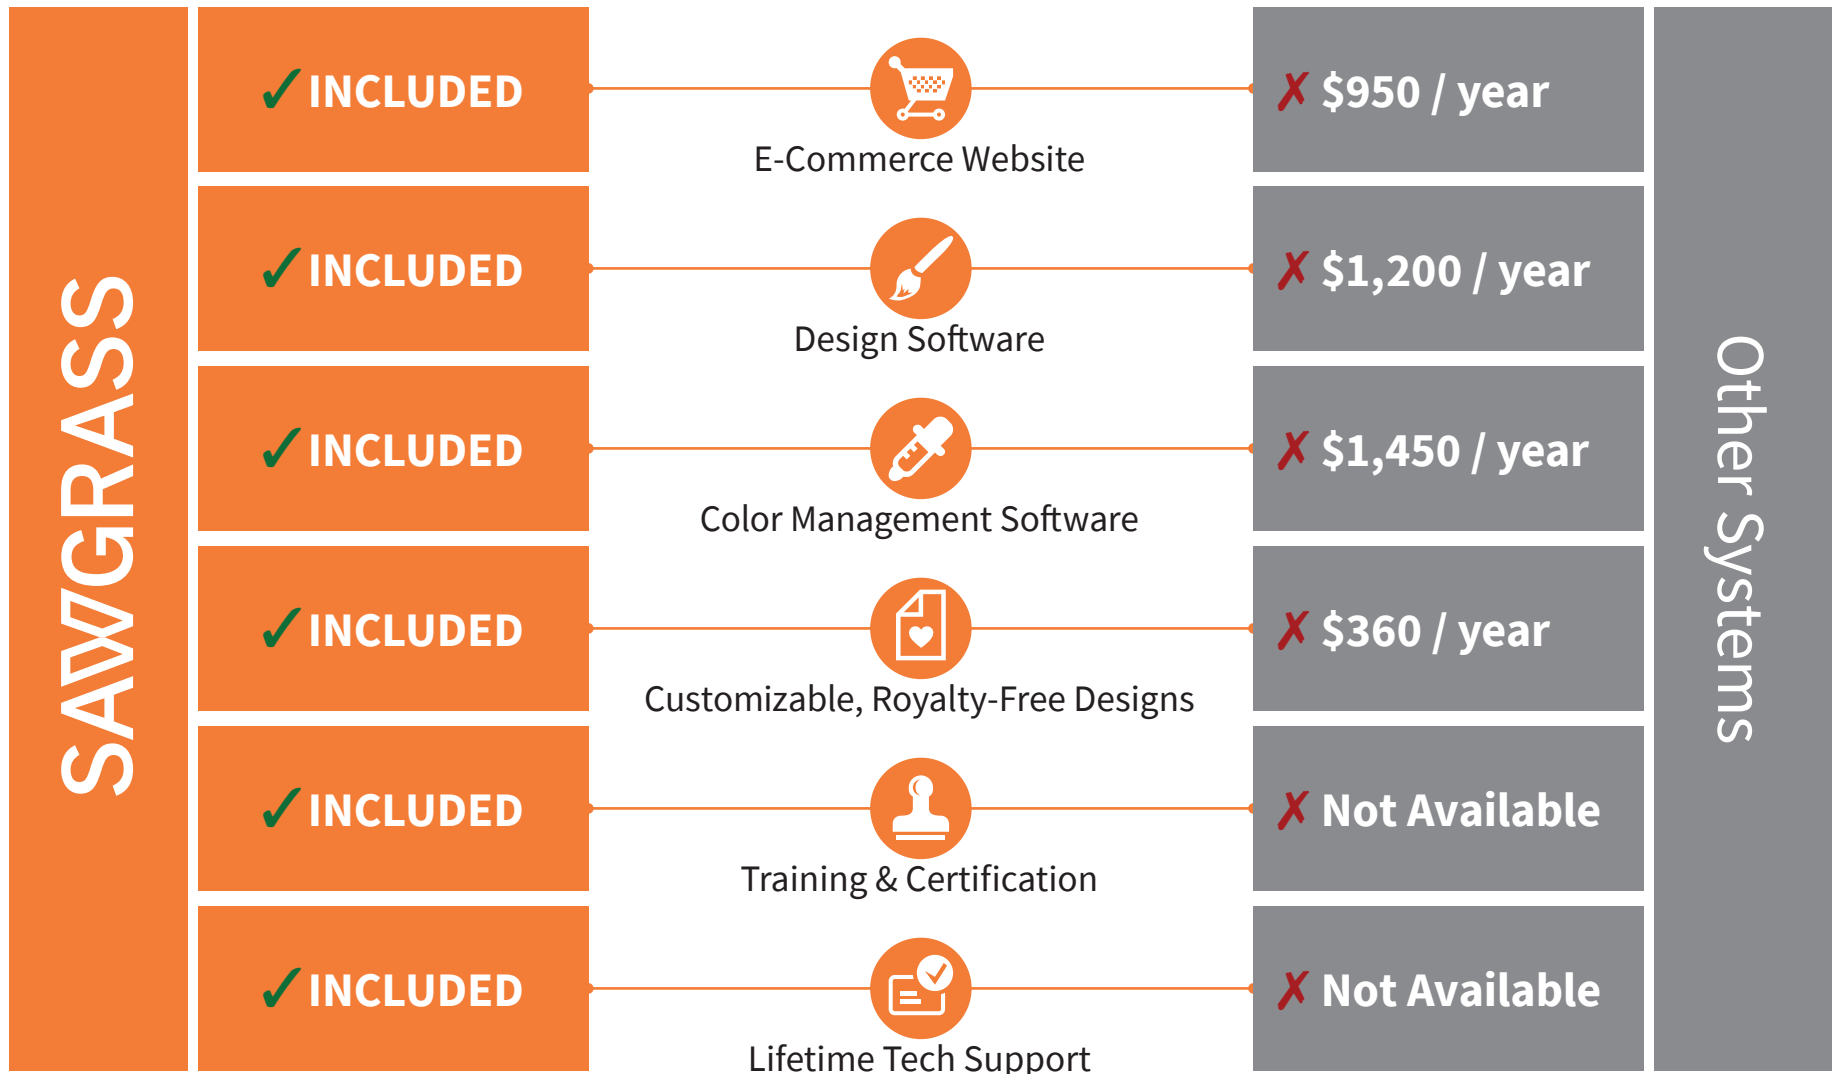 SAWGRASS
✓ INCLUDED
E-Commerce Website
✗ $950 / year
✓ INCLUDED
Design Software
✗ $1,200 / year
✓ INCLUDED
Color Management Software
✗ $1,450 / year
✓ INCLUDED
Customizable, Royalty-Free Designs
✗ $360 / year
✓ INCLUDED
Training & Certification
✗ Not Available
✓ INCLUDED
Lifetime Tech Support
✗ Not Available
Other Systems